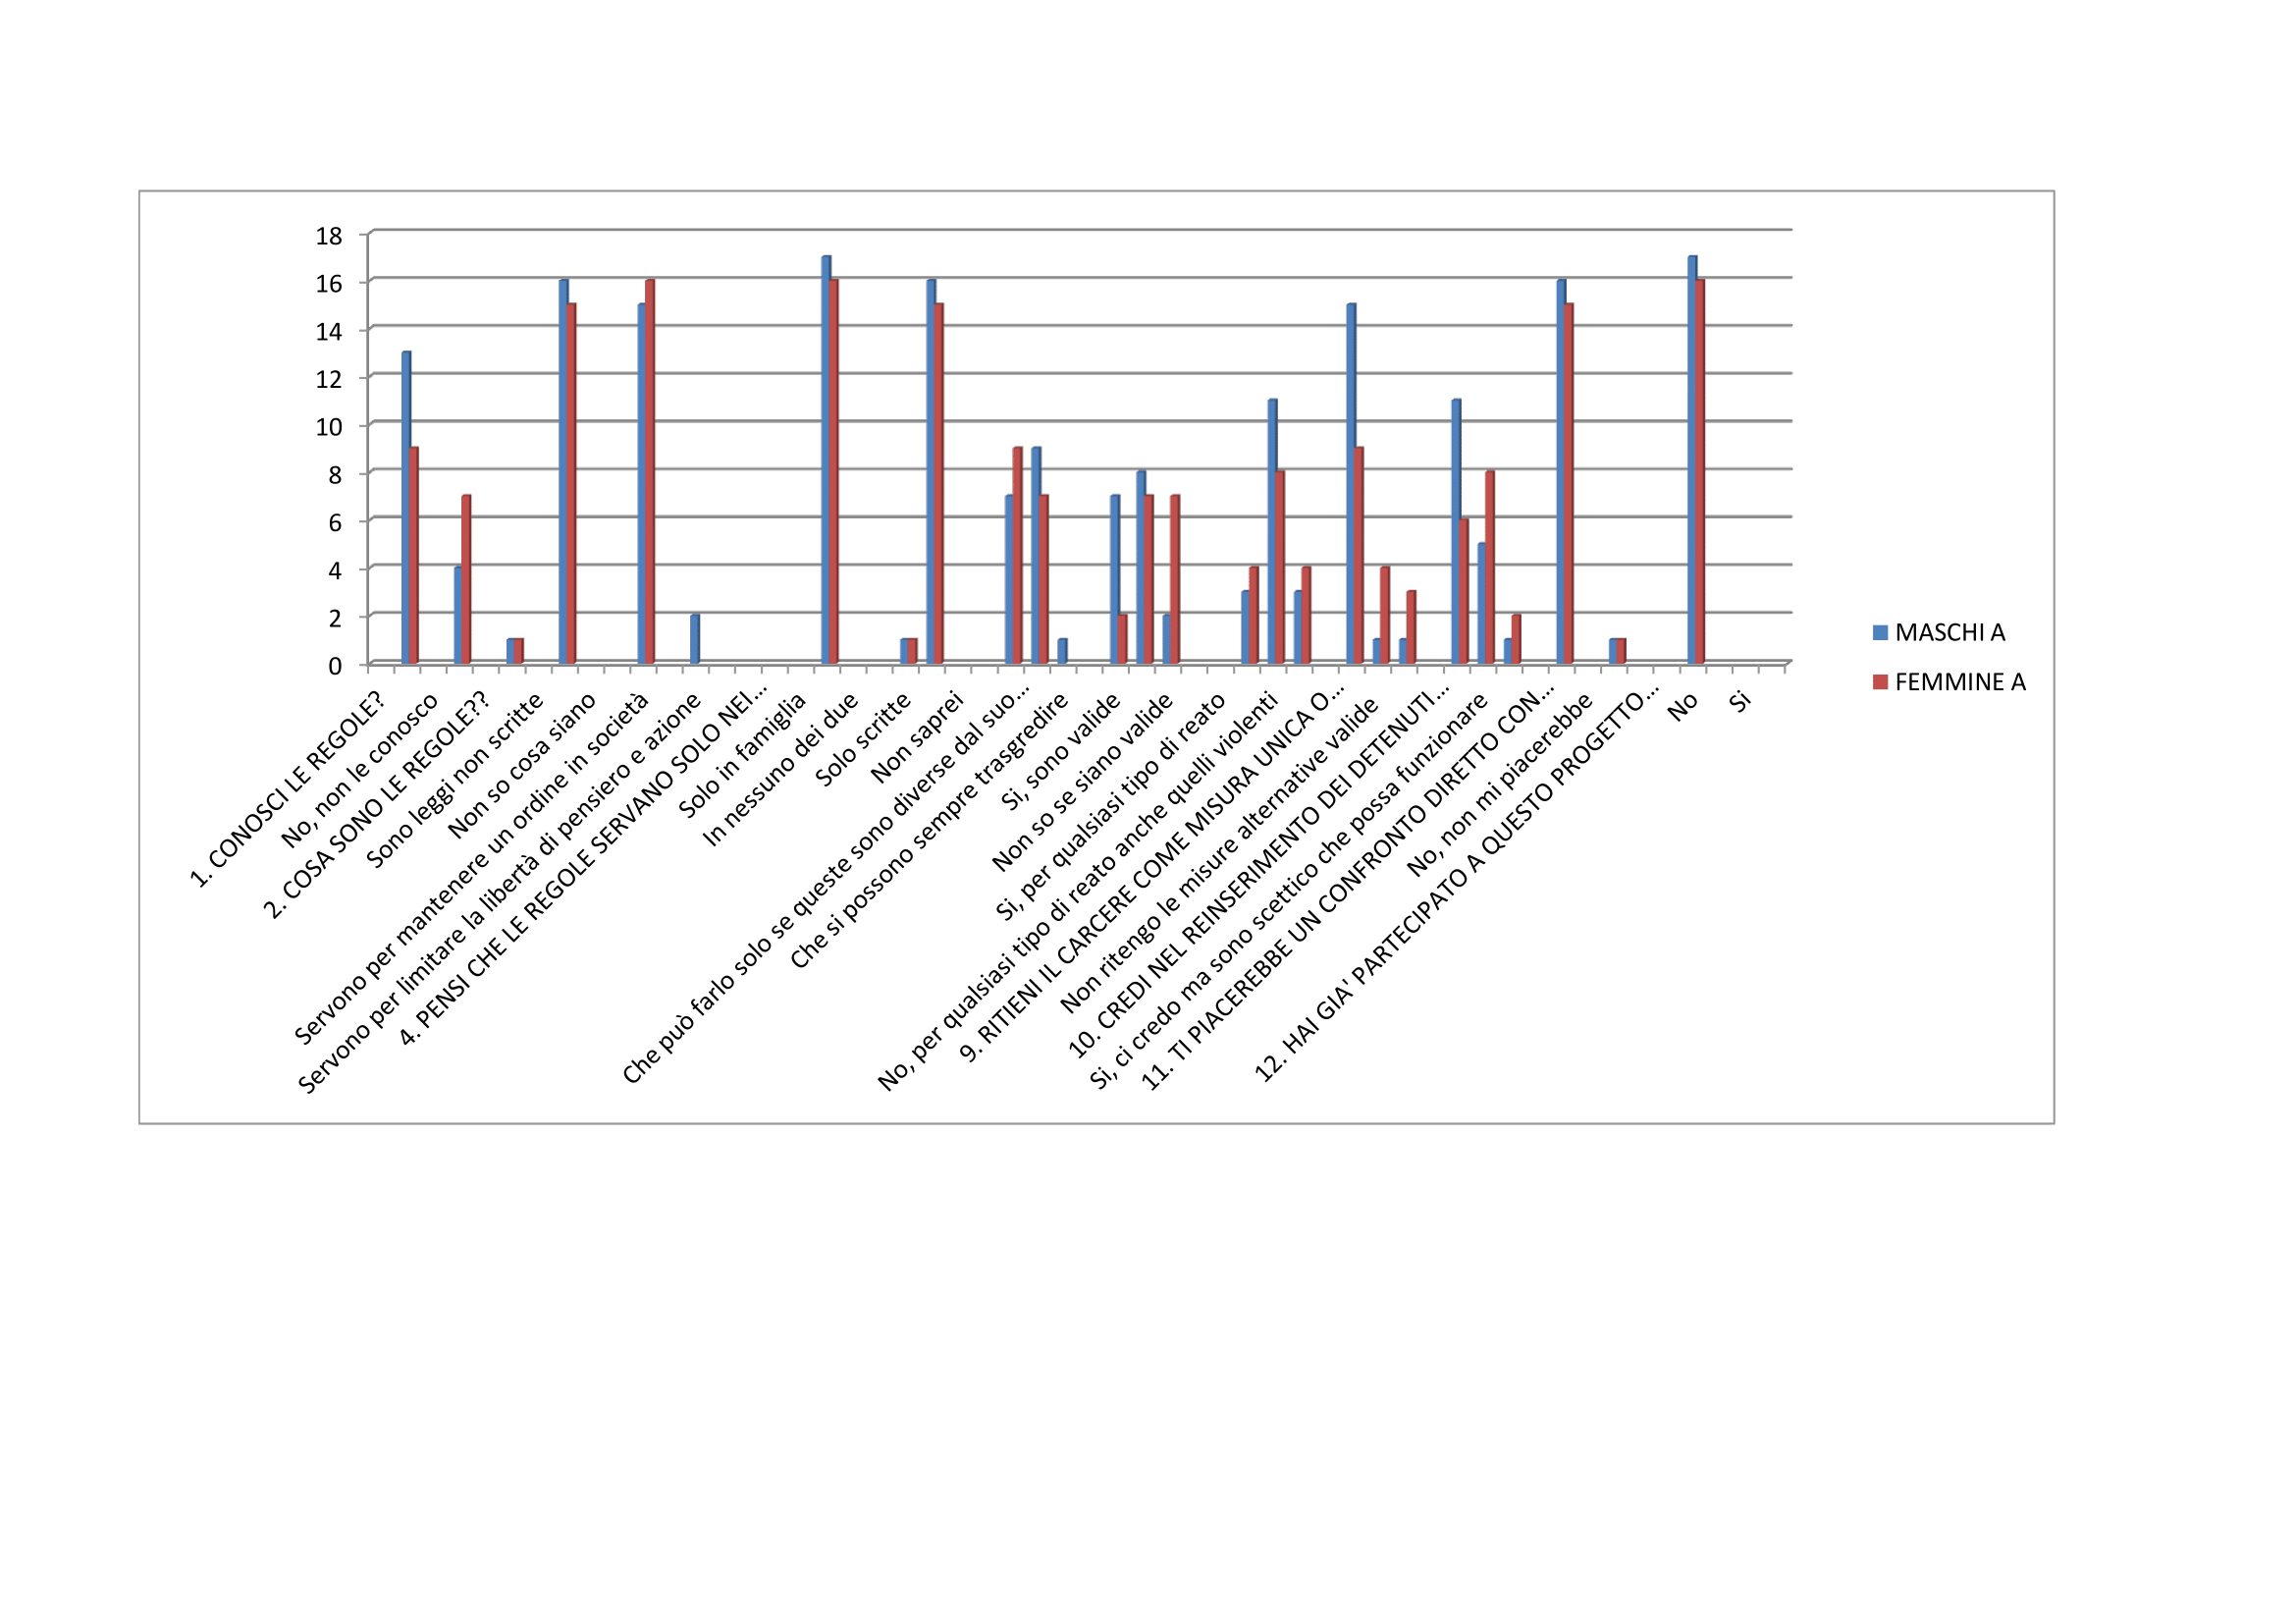 18
16
14
12
10
8
6
4
2
0
MASCHI A
FEMMINE A
1. CONOSCI LE REGOLE?
No, non le conosco
2. COSA SONO LE REGOLE??
Sono leggi non scritte
Non so cosa siano
Servono per mantenere un ordine in società
Servono per limitare la libertà di pensiero e azione
4. PENSI CHE LE REGOLE SERVANO SOLO NEI...
Solo in famiglia
In nessuno dei due
Solo scritte
Non saprei
Che può farlo solo se queste sono diverse dal suo...
Che si possono sempre trasgredire
Si, sono valide
Non so se siano valide
Si, per qualsiasi tipo di reato
No, per qualsiasi tipo di reato anche quelli violenti
9. RITIENI IL CARCERE COME MISURA UNICA O...
Non ritengo le misure alternative valide
10. CREDI NEL REINSERIMENTO DEI DETENUTI...
Si, ci credo ma sono scettico che possa funzionare
11. TI PIACEREBBE UN CONFRONTO DIRETTO CON...
No, non mi piacerebbe
12. HAI GIA' PARTECIPATO A QUESTO PROGETTO...
No
Si